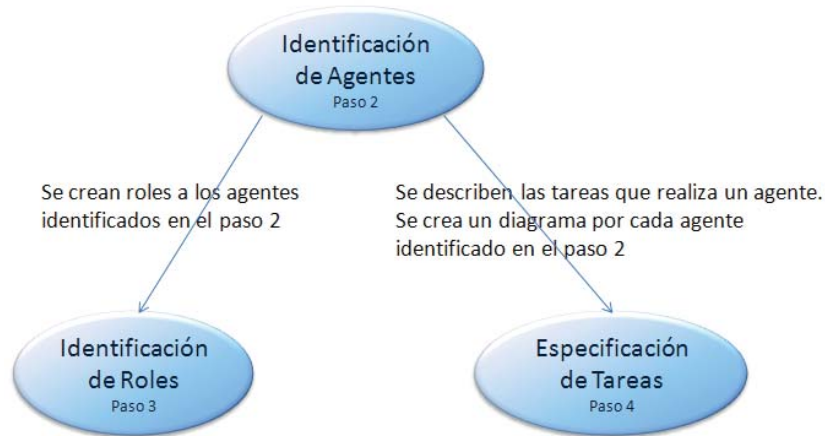 Identificación
de Agentes
Paso 2
Se crean roles a los agentes
identificados en el paso 2
Se describen las tareas que realiza un agente.
Se crea un diagrama por cada agente
identificado en el paso 2
Identificación
de Roles
Paso 3
Especificación
de Tareas
Paso 4